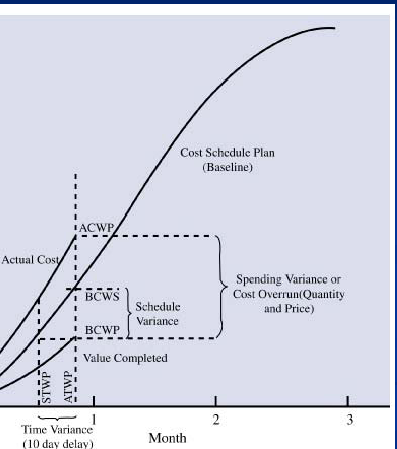 Cost Schedule Plan
(Baseline)
ACWP
Actual Cost
BCWS
Schedule
Variance
Spending Variance or
Cost Overrun(Quantity
and Price)
BCWP
Value Completed
STWP
ATWP
1
2
3
Time Variance
(10 day delay)
Month